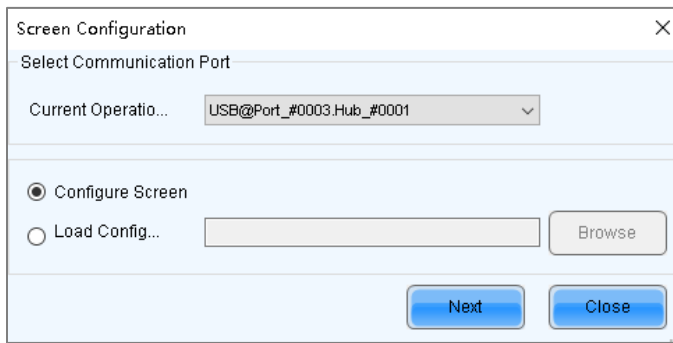 Screen Configuration
Select Communication Port
Current Operatio... USB@Port_#0003.Hub_#0001
Configure Screen
Load Config... Browse
Next Close